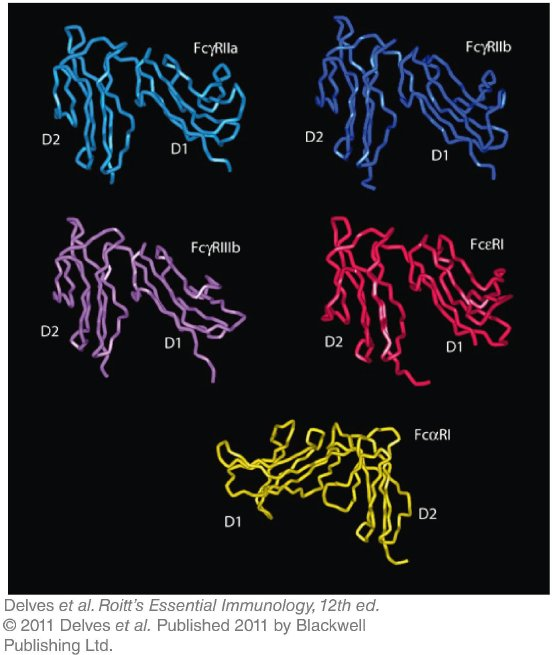 FcγRIIa
FcγRIIb
D2
D1
D2
D1
FcγRIIIb
FcεRI
D2
D1
D2
D1
FcαRI
D1
D2
Delves et al. Roitt's Essential Immunology, 12th ed.
© 2011 Delves et al. Published 2011 by Blackwell
Publishing Ltd.